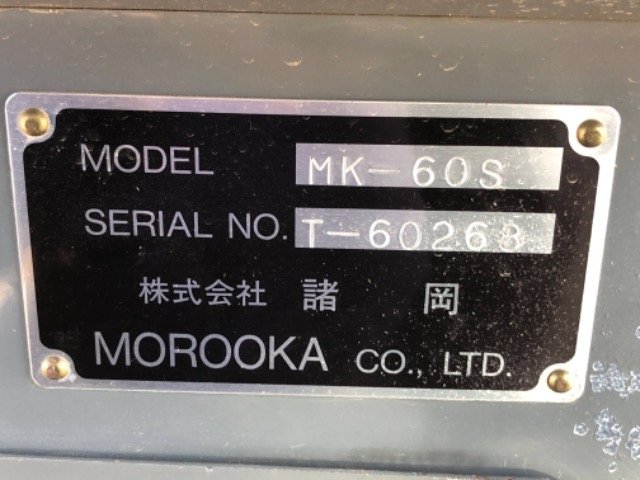 MODEL MK-60S
SERIAL NO. T-60263
株式会社 諸岡
MOROOKA CO., LTD.